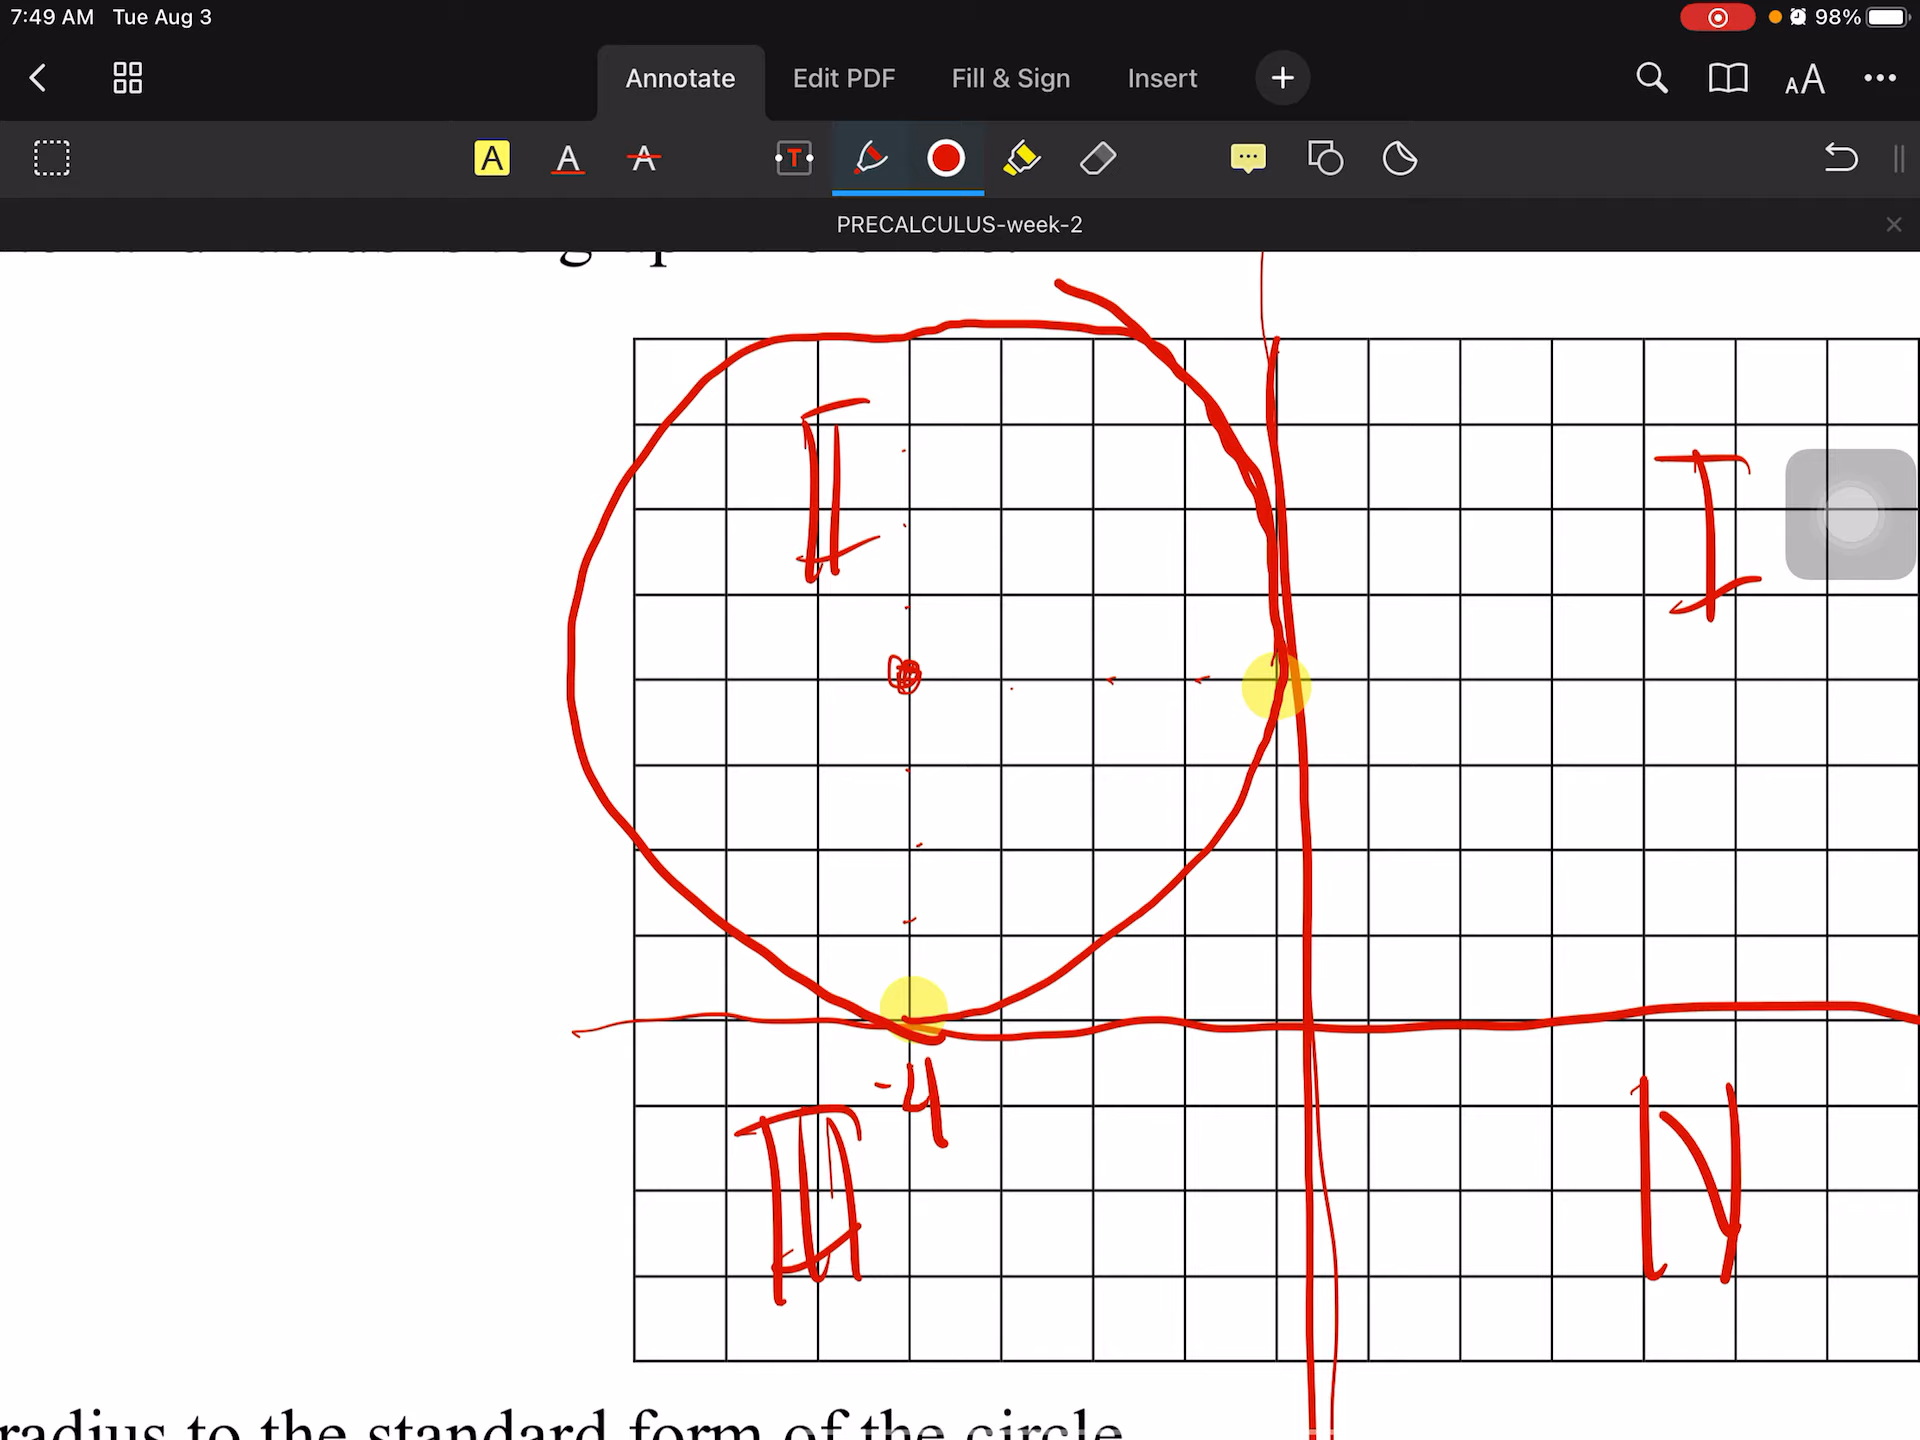 7:49 AM Tue Aug 3
98%
Annotate Edit PDF Fill & Sign Insert
AA
A A A T
PRECALCULUS-week-2
II
I
-4
III
IV
radius to the standard form of the circle